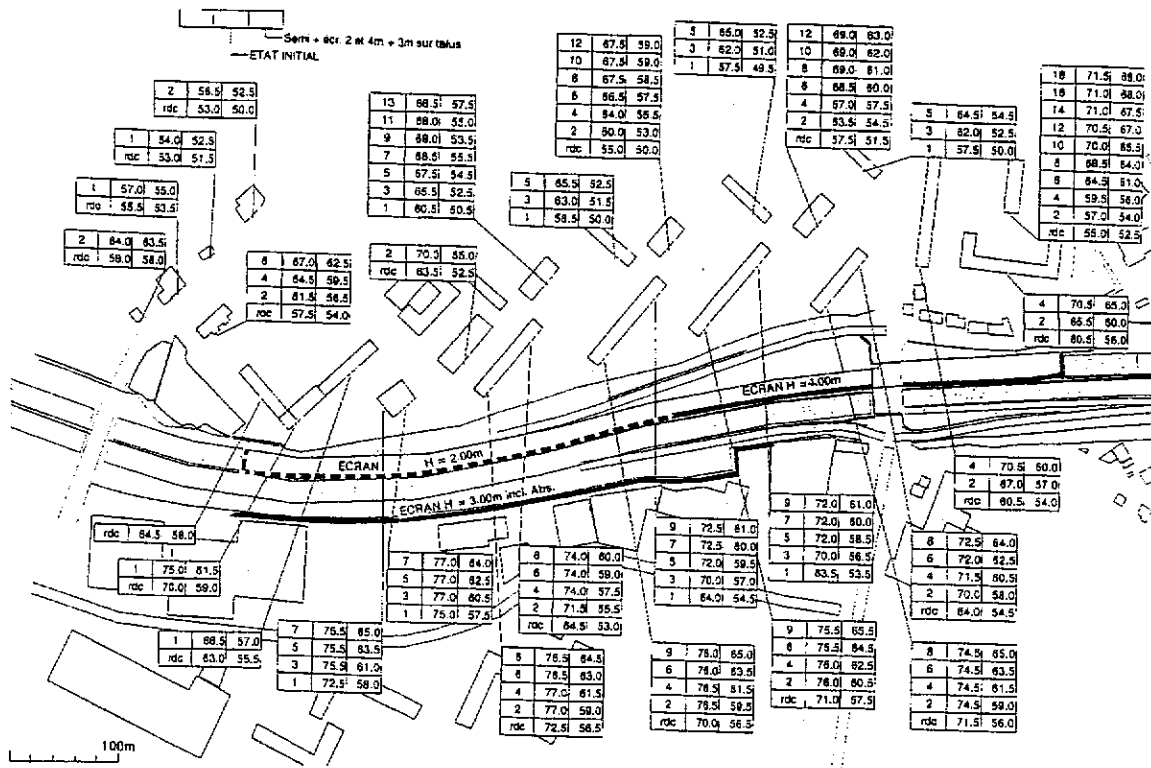 Semi + écr. 2 et 4m + 3m sur talus
ETAT INITIAL
2 56.5 52.5
rdc 53.0 50.0
1 54.0 52.5
rdc 53.0 51.5
1 57.0 55.0
rdc 55.5 53.5
2 64.0 63.5
rdc 59.0 58.0
6 67.0 62.5
4 64.5 59.5
2 61.5 56.5
rdc 57.5 54.0
13 66.5 57.5
11 68.0 55.0
9 68.0 53.5
7 68.5 55.5
5 67.5 54.5
3 65.5 52.5
1 60.5 50.5
2 70.0 55.0
rdc 63.5 52.5
5 65.5 52.5
3 63.0 51.5
1 58.5 50.0
12 67.5 59.0
10 67.5 59.0
8 67.5 58.5
6 66.5 57.5
4 64.0 55.5
2 60.0 53.0
rdc 55.0 50.0
5 65.0 52.5
3 62.0 51.0
1 57.5 49.5
12 69.0 63.0
10 69.0 62.0
8 69.0 61.0
6 68.5 60.0
4 67.0 57.5
2 63.5 54.5
rdc 57.5 51.5
5 64.5 54.5
3 62.0 52.5
1 57.5 50.0
18 71.5 68.0
16 71.0 68.0
14 71.0 67.5
12 70.5 67.0
10 70.0 65.5
8 68.5 64.0
6 64.5 61.0
4 59.5 56.0
2 57.0 54.0
rdc 55.0 52.5
4 70.5 65.0
2 65.5 60.0
rdc 60.5 56.0
ECRAN H = 4.00m
ECRAN H = 2.00m
ECRAN H = 3.00m incl. Abs.
4 70.5 60.0
2 67.0 57.0
rdc 60.5 54.0
rdc 64.5 58.0
1 75.0 61.5
rdc 70.0 59.0
1 66.5 57.0
rdc 63.0 55.5
7 75.5 65.0
5 75.5 63.5
3 75.5 61.0
1 72.5 58.0
7 77.0 64.0
5 77.0 62.5
3 77.0 60.5
1 75.0 57.5
8 74.0 60.0
6 74.0 59.0
4 74.0 57.5
2 71.5 55.5
rdc 64.5 53.0
8 76.5 64.5
6 76.5 63.0
4 77.0 61.5
2 77.0 59.0
rdc 72.5 56.5
9 72.5 61.0
7 72.5 60.0
5 72.0 59.5
3 70.0 57.0
1 64.0 54.5
9 76.0 65.0
6 76.0 63.5
4 76.5 61.5
2 76.5 59.5
rdc 70.0 56.5
9 72.0 61.0
7 72.0 60.0
5 72.0 58.5
3 70.0 56.5
1 63.5 53.5
9 75.5 65.5
6 75.5 64.5
4 76.0 62.5
2 76.0 60.5
rdc 71.0 57.5
8 72.5 64.0
6 72.0 62.5
4 71.5 60.5
2 70.0 58.0
rdc 64.0 54.5
8 74.5 65.0
6 74.5 63.5
4 74.5 61.5
2 74.5 59.0
rdc 71.5 56.0
100m